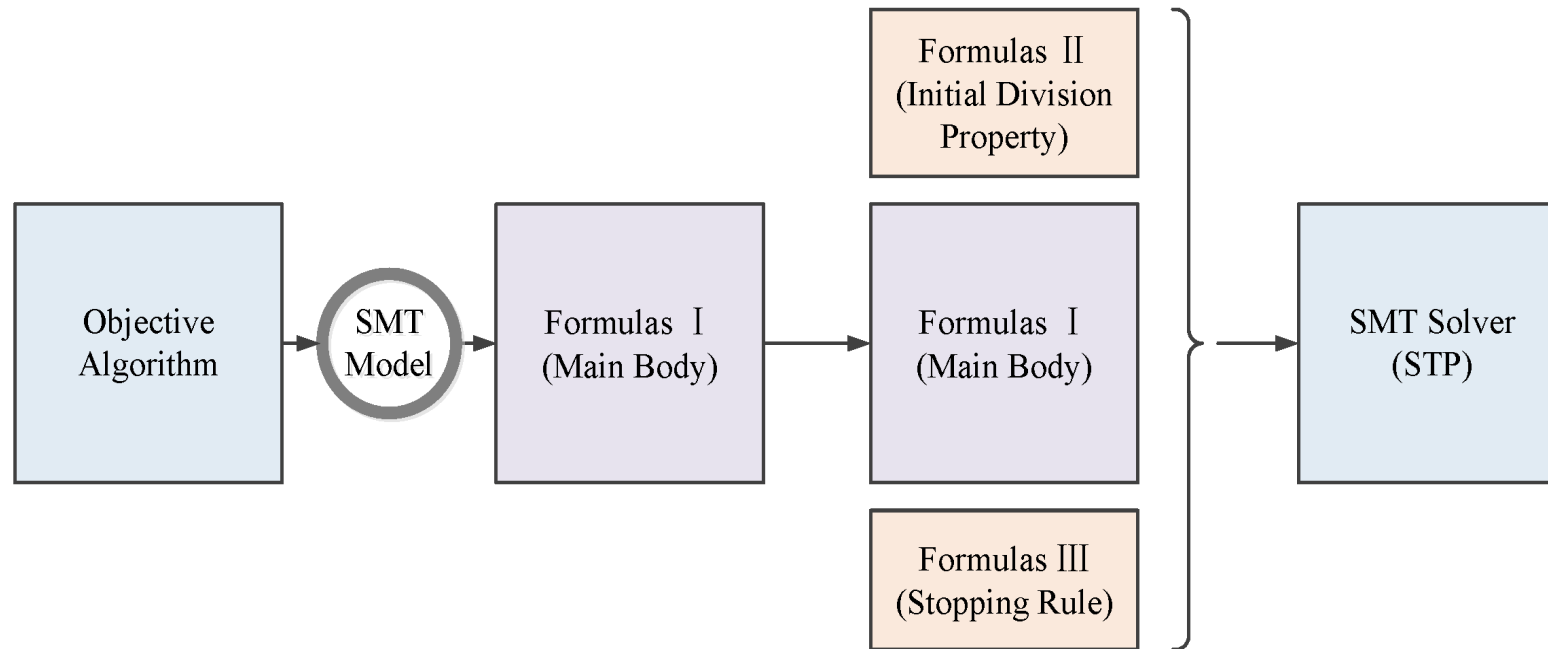 Objective
Algorithm
SMT
Model
Formulas Ⅰ
(Main Body)
Formulas Ⅱ
(Initial Division
Property)
Formulas Ⅰ
(Main Body)
Formulas Ⅲ
(Stopping Rule)
SMT Solver
(STP)